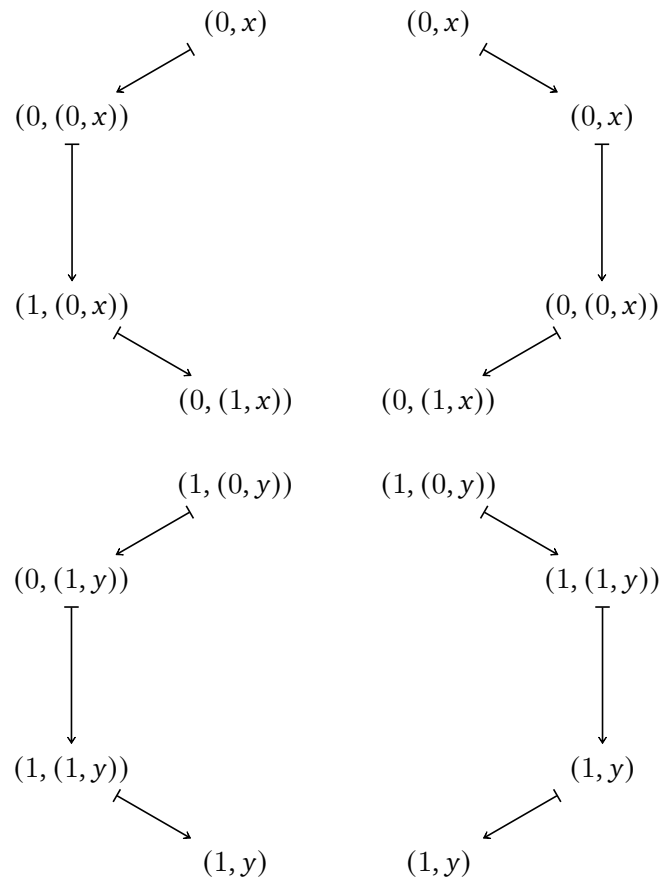 (0, x) (0, x)
(0, (0, x)) (0, x)
(1, (0, x)) (0, (0, x))
(0, (1, x)) (0, (1, x))
(1, (0, y)) (1, (0, y))
(0, (1, y)) (1, (1, y))
(1, (1, y)) (1, y)
(1, y) (1, y)